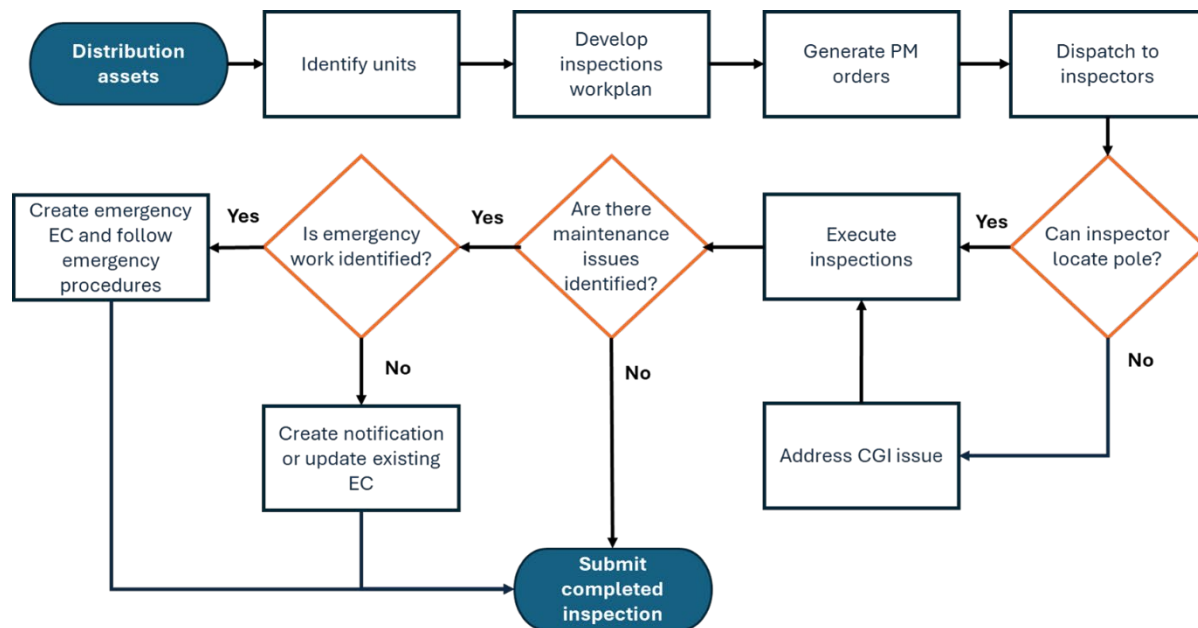 Distribution
assets
Identify units
Develop
inspections
workplan
Generate PM
orders
Dispatch to
inspectors
Can inspector
locate pole?
Yes
No
Address CGI issue
Execute
inspections
Are there
maintenance
issues
identified?
Yes
No
Is emergency
work identified?
Yes
No
Create emergency
EC and follow
emergency
procedures
Create notification
or update existing
EC
Submit
completed
inspection